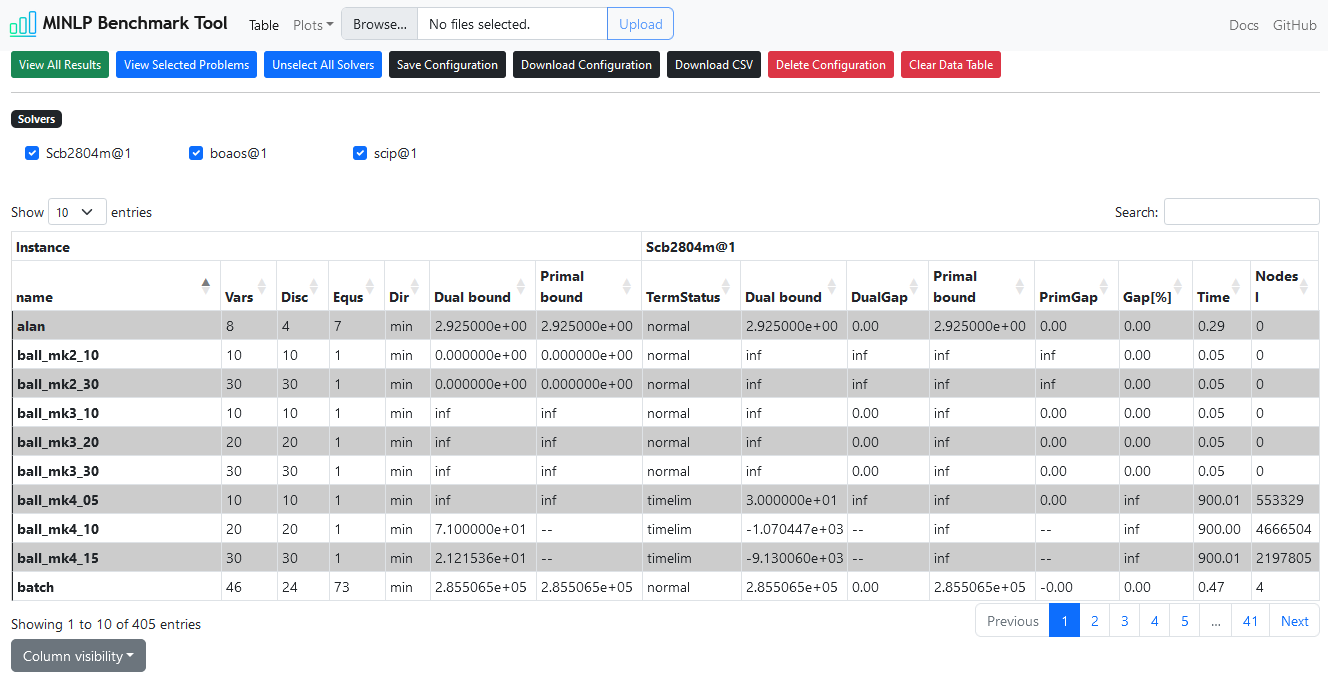 MINLP Benchmark Tool Table Plots Browse... No files selected. Upload Docs GitHub
View All Results View Selected Problems Unselect All Solvers Save Configuration Download Configuration Download CSV Delete Configuration Clear Data Table
Solvers
Scb2804m@1 boaos@1 scip@1
Show 10 entries Search:
Instance Scb2804m@1
name Vars Disc Equs Dir Dual bound Primal bound TermStatus Dual bound DualGap Primal bound PrimGap Gap[%] Time Nodes I
alan 8 4 7 min 2.925000e+00 2.925000e+00 normal 2.925000e+00 0.00 2.925000e+00 0.00 0.00 0.29 0
ball_mk2_10 10 10 1 min 0.000000e+00 0.000000e+00 normal inf inf inf inf 0.00 0.05 0
ball_mk2_30 30 30 1 min 0.000000e+00 0.000000e+00 normal inf inf inf inf 0.00 0.05 0
ball_mk3_10 10 10 1 min inf inf normal inf 0.00 inf 0.00 0.00 0.05 0
ball_mk3_20 20 20 1 min inf inf normal inf 0.00 inf 0.00 0.00 0.05 0
ball_mk3_30 30 30 1 min inf inf normal inf 0.00 inf 0.00 0.00 0.05 0
ball_mk4_05 10 10 1 min inf inf timelim 3.000000e+01 inf inf 0.00 inf 900.01 553329
ball_mk4_10 20 20 1 min 7.100000e+01 -- timelim -1.070447e+03 -- inf -- inf 900.00 4666504
ball_mk4_15 30 30 1 min 2.121536e+01 -- timelim -9.130060e+03 -- inf -- inf 900.01 2197805
batch 46 24 73 min 2.855065e+05 2.855065e+05 normal 2.855065e+05 0.00 2.855065e+05 -0.00 0.00 0.47 4
Showing 1 to 10 of 405 entries Previous 1 2 3 4 5 ... 41 Next
Column visibility